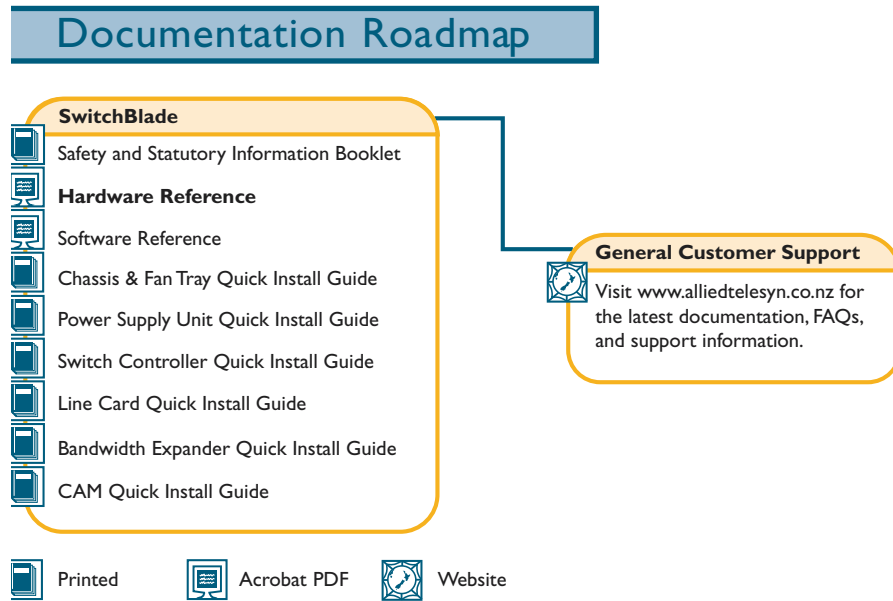 Documentation Roadmap
SwitchBlade
Safety and Statutory Information Booklet
Hardware Reference
Software Reference
Chassis & Fan Tray Quick Install Guide
Power Supply Unit Quick Install Guide
Switch Controller Quick Install Guide
Line Card Quick Install Guide
Bandwidth Expander Quick Install Guide
CAM Quick Install Guide
General Customer Support
Visit www.alliedtelesyn.co.nz for
the latest documentation, FAQs,
and support information.
Printed
Acrobat PDF
Website